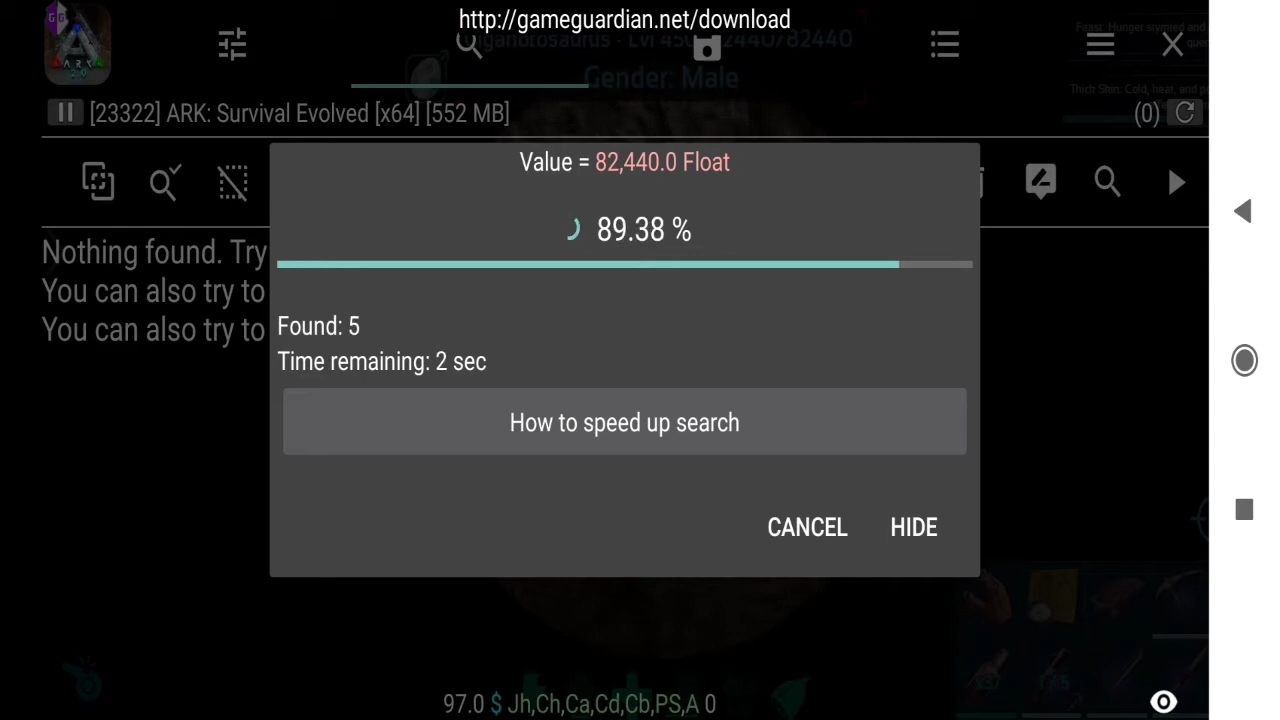 http://gameguardian.net/download
Gender: Male
[23322] ARK: Survival Evolved [x64] [552 MB]
(0)
Value = 82,440.0 Float
89.38 %
Nothing found. Try
You can also try to
You can also try to
Found: 5
Time remaining: 2 sec
How to speed up search
CANCEL HIDE
97.0 $ Jh,Ch,Ca,Cd,Cb,PS,A 0